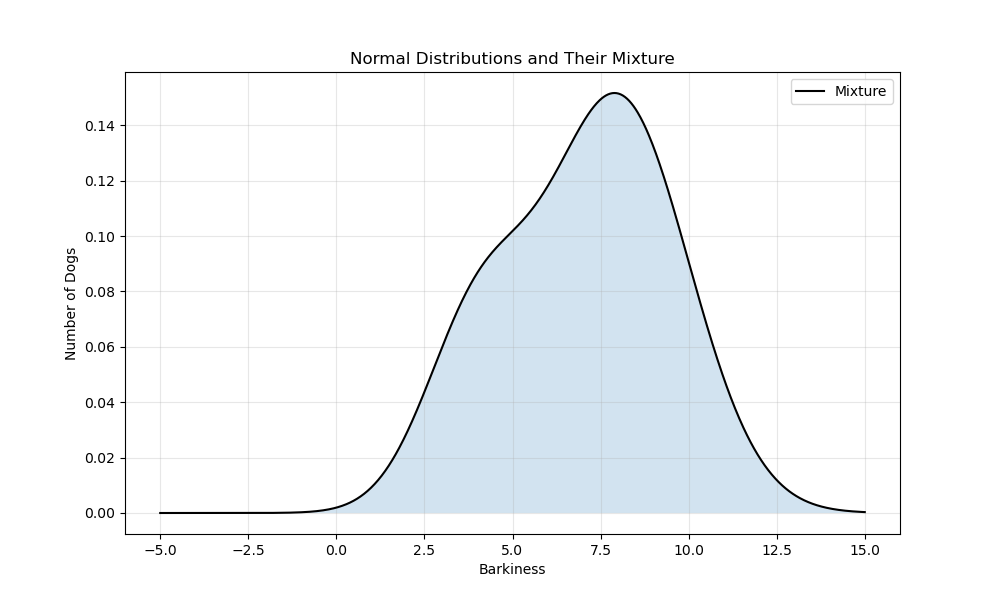 Normal Distributions and Their Mixture
Mixture
0.14
0.12
0.10
0.08
0.06
0.04
0.02
0.00
Number of Dogs
−5.0 −2.5 0.0 2.5 5.0 7.5 10.0 12.5 15.0
Barkiness